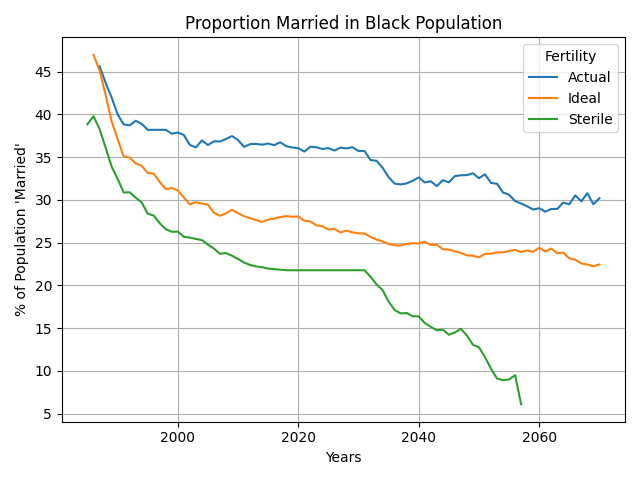 Proportion Married in Black Population
% of Population 'Married'
45
40
35
30
25
20
15
10
5
2000
2020
2040
2060
Years
Fertility
Actual
Ideal
Sterile